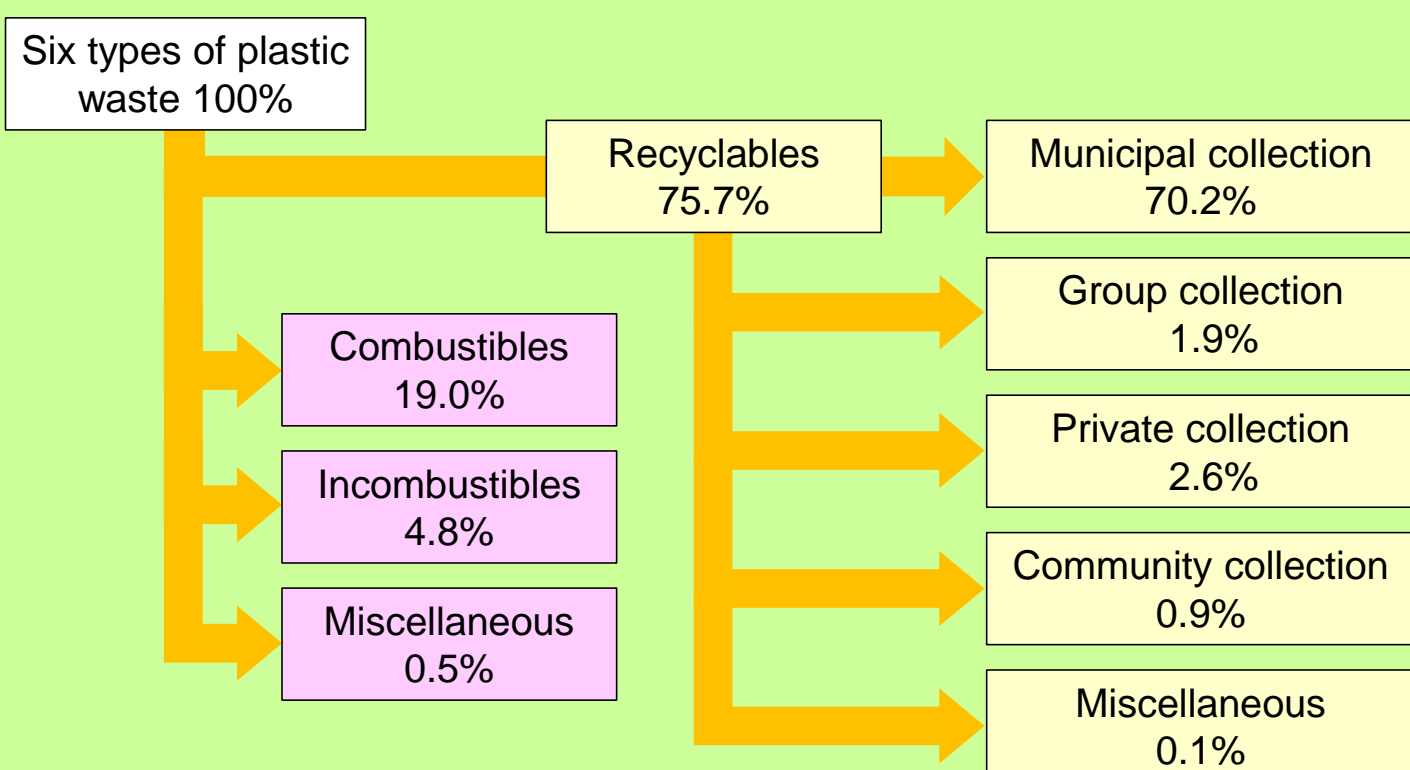 Six types of plastic
waste 100%
Recyclables
75.7%
Municipal collection
70.2%
Group collection
1.9%
Combustibles
19.0%
Private collection
2.6%
Incombustibles
4.8%
Community collection
0.9%
Miscellaneous
0.5%
Miscellaneous
0.1%